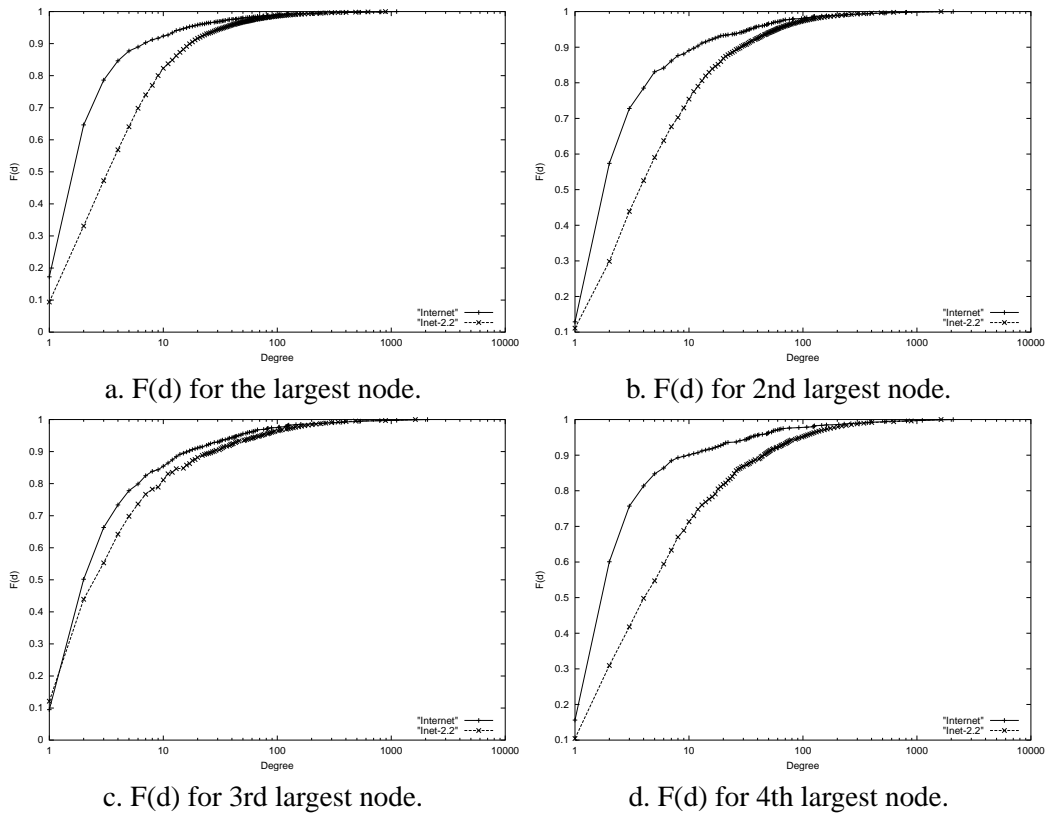 1
0.9
0.8
0.7
0.6
0.5
0.4
0.3
0.2
0.1
0
F(d)
1 10 100 1000 10000
Degree
"Internet"
"Inet-2.2"
a. F(d) for the largest node.
1
0.9
0.8
0.7
0.6
0.5
0.4
0.3
0.2
0.1
F(d)
1 10 100 1000 10000
Degree
"Internet"
"Inet-2.2"
b. F(d) for 2nd largest node.
1
0.9
0.8
0.7
0.6
0.5
0.4
0.3
0.2
0.1
0
F(d)
1 10 100 1000 10000
Degree
"Internet"
"Inet-2.2"
c. F(d) for 3rd largest node.
1
0.9
0.8
0.7
0.6
0.5
0.4
0.3
0.2
0.1
F(d)
1 10 100 1000 10000
Degree
"Internet"
"Inet-2.2"
d. F(d) for 4th largest node.